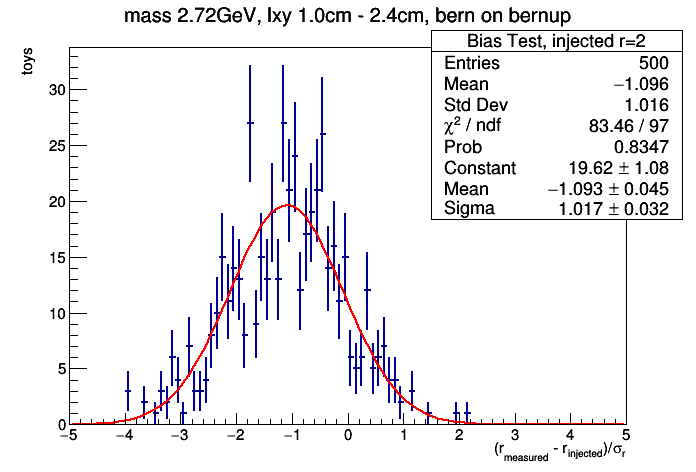 mass 2.72GeV, lxy 1.0cm - 2.4cm, bern on bernup
Bias Test, injected r=2
Entries 500
Mean −1.096
Std Dev 1.016
χ² / ndf 83.46 / 97
Prob 0.8347
Constant 19.62 ± 1.08
Mean −1.093 ± 0.045
Sigma 1.017 ± 0.032
toys
30
25
20
15
10
5
0
−5 −4 −3 −2 −1 0 1 2 3 4 5
(r_measured - r_injected)/σ_r